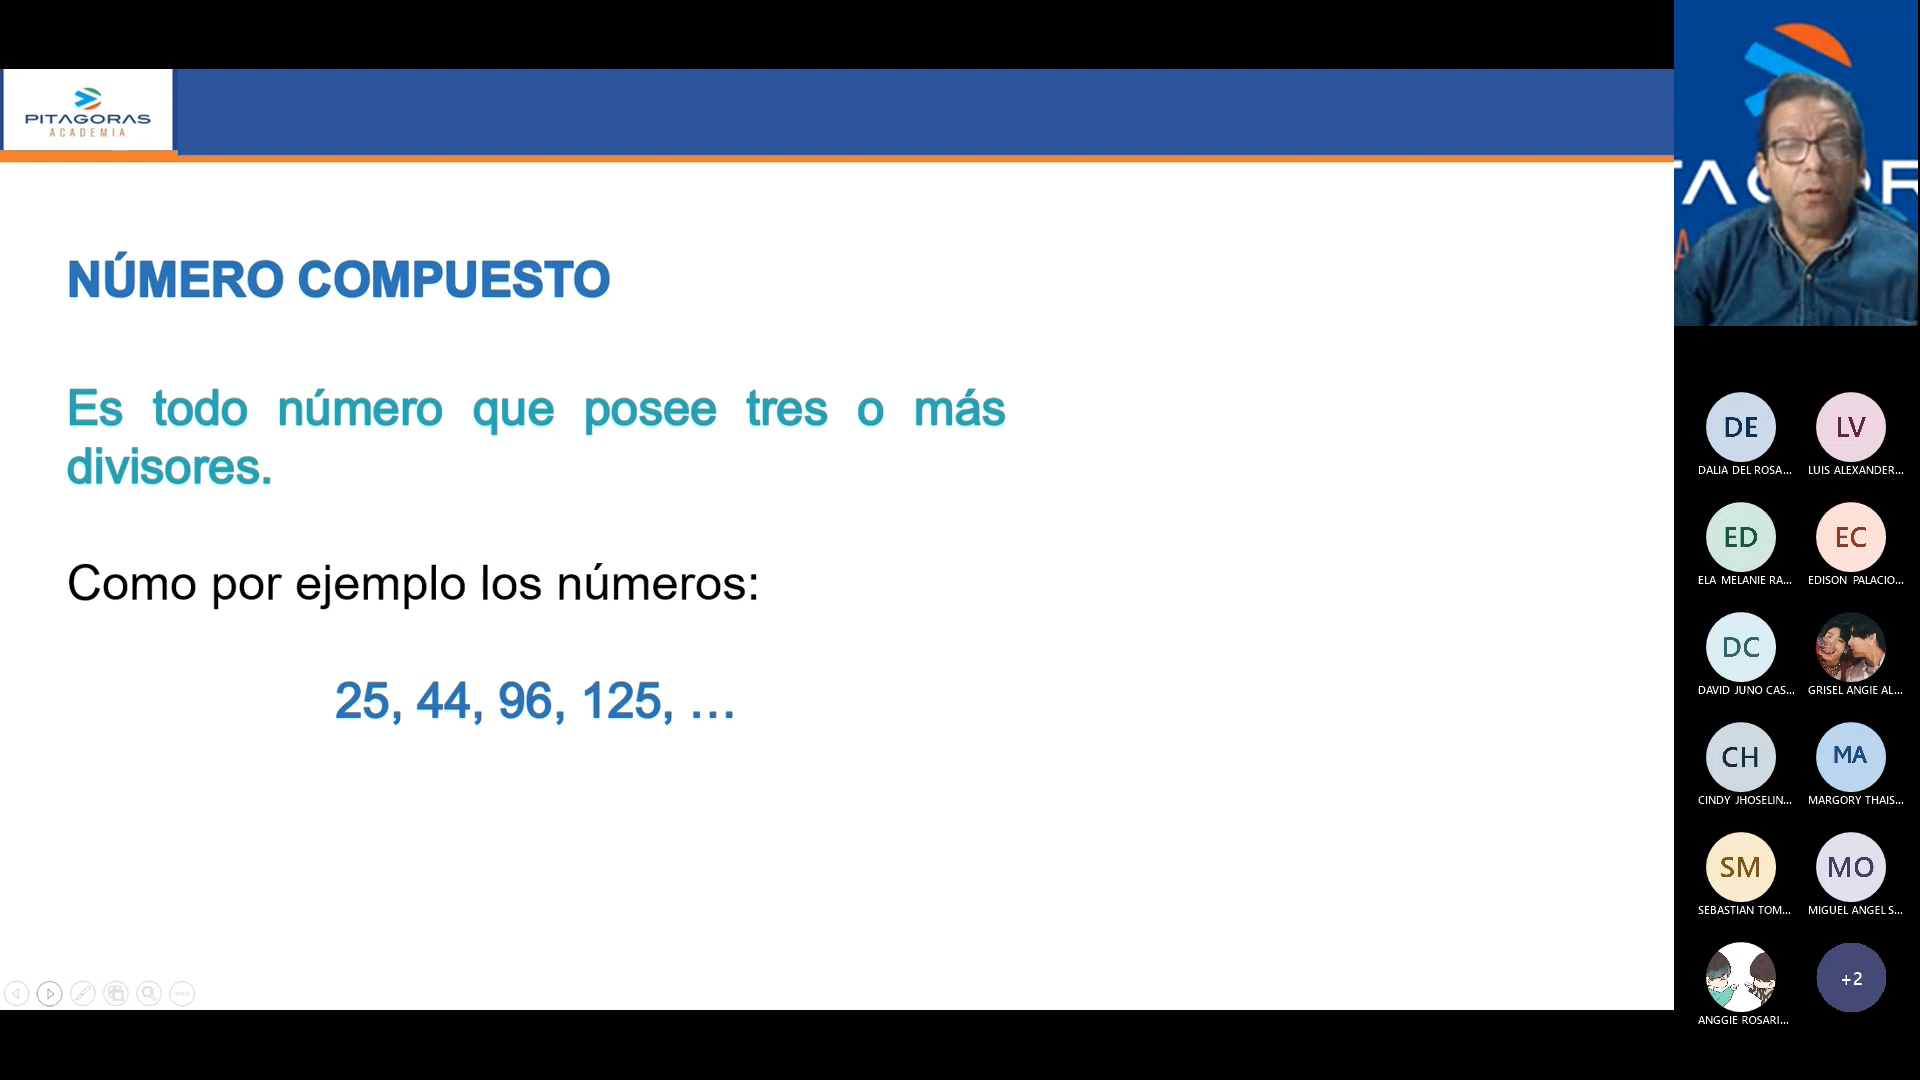 PITAGORAS
ACADEMIA
NÚMERO COMPUESTO
Es todo número que posee tres o más
divisores.
Como por ejemplo los números:
25, 44, 96, 125, …
DE
DALIA DEL ROSA...
LV
LUIS ALEXANDER...
ED
ELA MELANIE RA...
EC
EDISON PALACIO...
DC
DAVID JUNO CAS...
GRISEL ANGIE AL...
CH
CINDY JHOSELIN...
MA
MARGORY THAIS...
SM
SEBASTIAN TOM...
MO
MIGUEL ANGEL S...
ANGGIE ROSARI...
+2